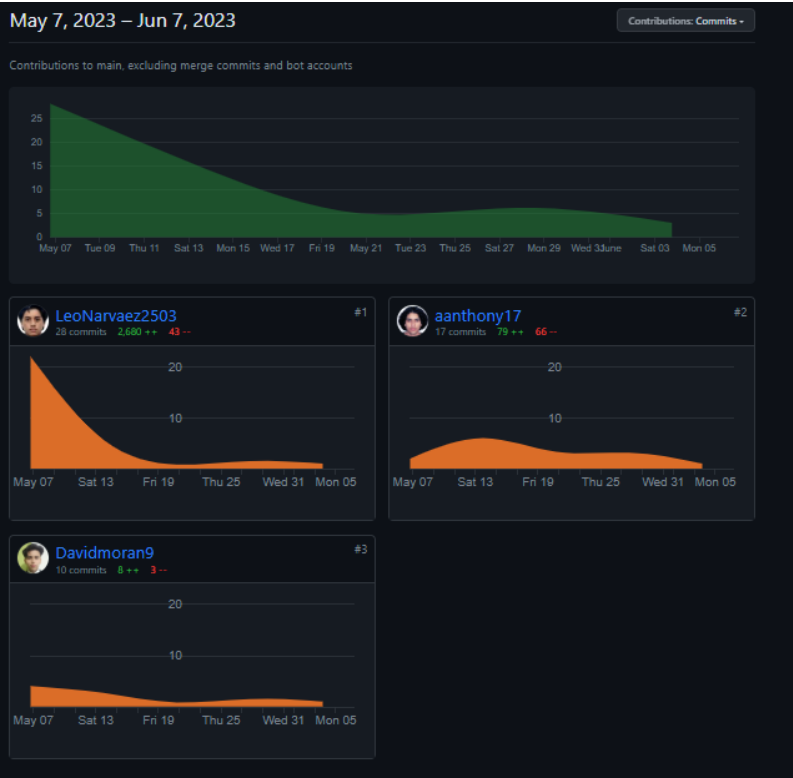 May 7, 2023 – Jun 7, 2023
Contributions: Commits
Contributions to main, excluding merge commits and bot accounts
25
20
15
10
5
0
May 07 Tue 09 Thu 11 Sat 13 Mon 15 Wed 17 Fri 19 May 21 Tue 23 Thu 25 Sat 27 Mon 29 Wed 31 June Sat 03 Mon 05
LeoNarvaez2503 #1
28 commits 2,680 ++ 43 --
20
10
May 07 Sat 13 Fri 19 Thu 25 Wed 31 Mon 05
aanthony17 #2
17 commits 79 ++ 66 --
20
10
May 07 Sat 13 Fri 19 Thu 25 Wed 31 Mon 05
Davidmoran9 #3
10 commits 8 ++ 3 --
20
10
May 07 Sat 13 Fri 19 Thu 25 Wed 31 Mon 05